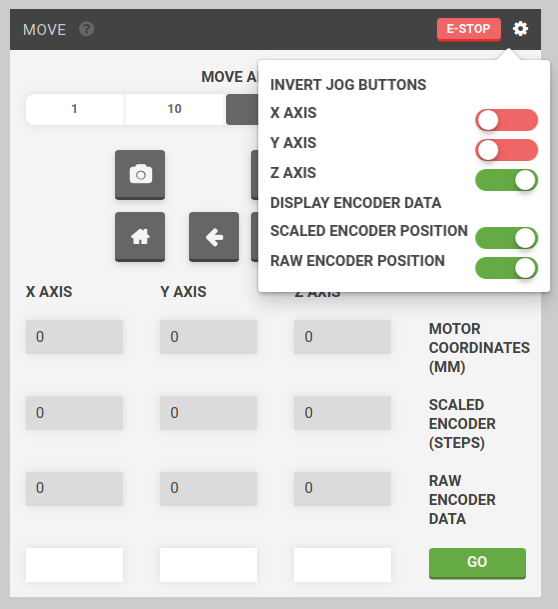 MOVE ?
E-STOP
MOVE A
1 10
INVERT JOG BUTTONS
X AXIS
Y AXIS
Z AXIS
DISPLAY ENCODER DATA
SCALED ENCODER POSITION
RAW ENCODER POSITION
X AXIS Y AXIS Z AXIS
0 0 0
MOTOR
COORDINATES
(MM)
0 0 0
SCALED
ENCODER
(STEPS)
0 0 0
RAW
ENCODER
DATA
GO